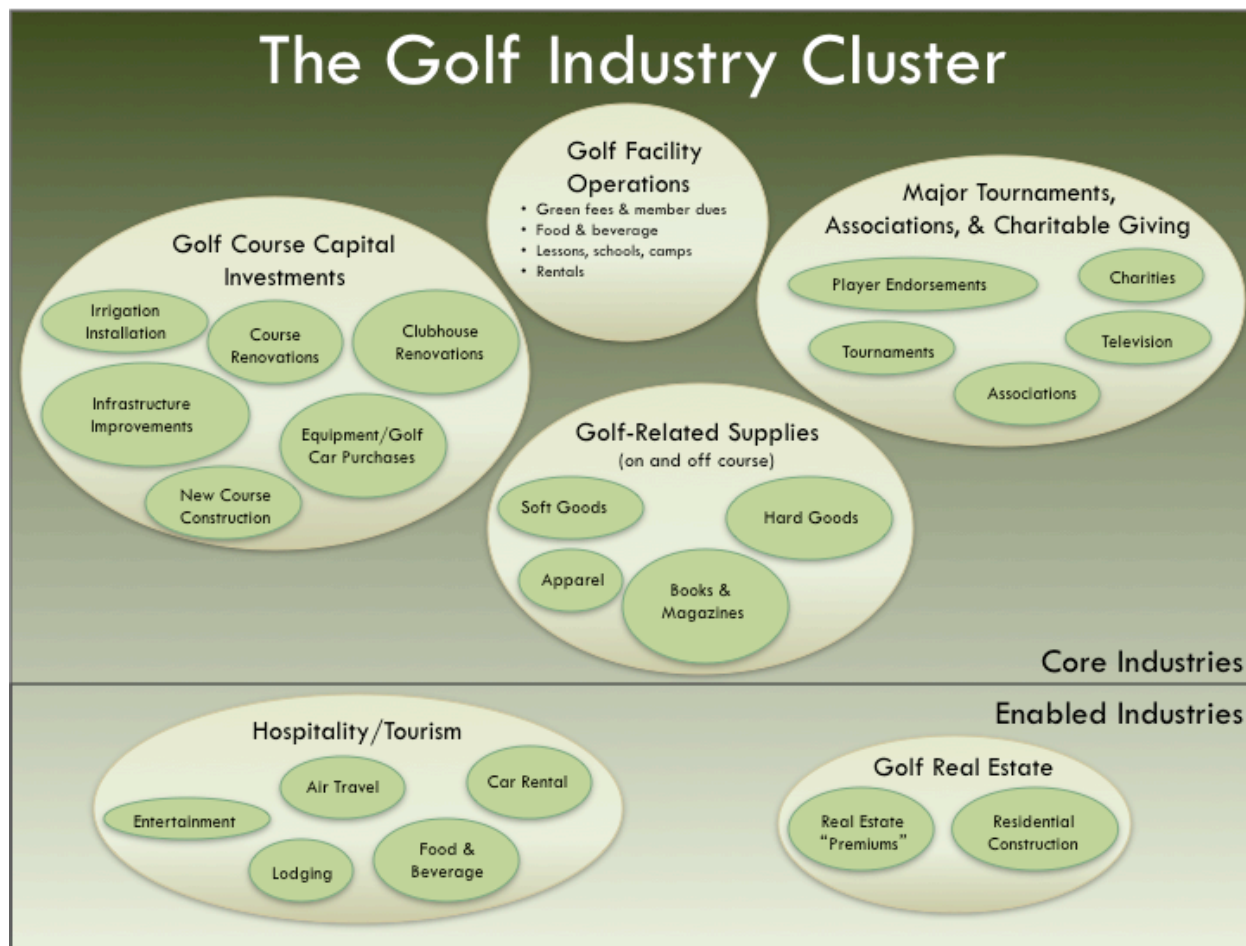 The Golf Industry Cluster
Golf Facility
Operations
• Green fees & member dues
• Food & beverage
• Lessons, schools, camps
• Rentals
Golf Course Capital
Investments
Irrigation
Installation
Course
Renovations
Clubhouse
Renovations
Infrastructure
Improvements
Equipment/Golf
Car Purchases
New Course
Construction
Major Tournaments,
Associations, & Charitable Giving
Player Endorsements
Charities
Tournaments
Television
Associations
Golf-Related Supplies
(on and off course)
Soft Goods
Hard Goods
Apparel
Books &
Magazines
Core Industries
Enabled Industries
Hospitality/Tourism
Air Travel
Car Rental
Entertainment
Lodging
Food &
Beverage
Golf Real Estate
Real Estate
“Premiums”
Residential
Construction